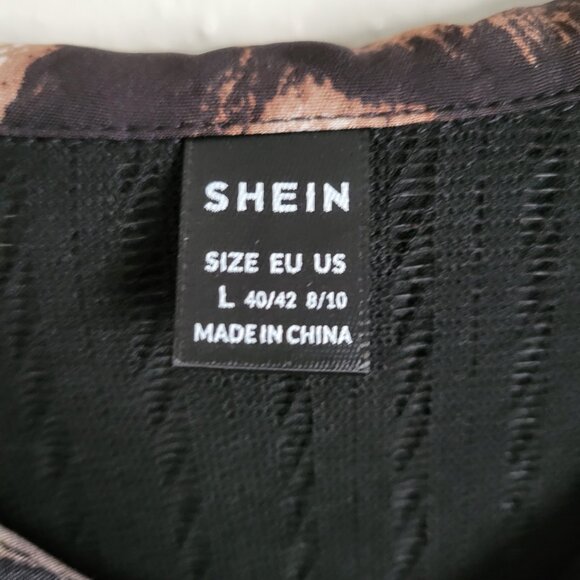 SHEIN
SIZE EU US
L 40/42 8/10
MADE IN CHINA